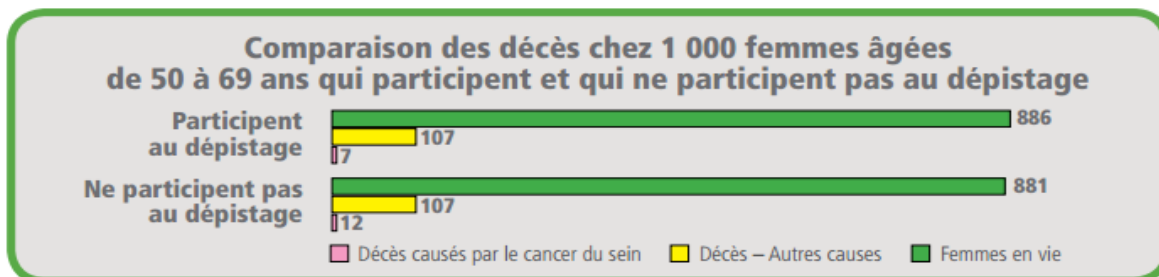 Comparaison des décès chez 1 000 femmes âgées
de 50 à 69 ans qui participent et qui ne participent pas au dépistage
Participent
au dépistage
886
107
7
Ne participent pas
au dépistage
881
107
12
Décès causés par le cancer du sein
Décès – Autres causes
Femmes en vie